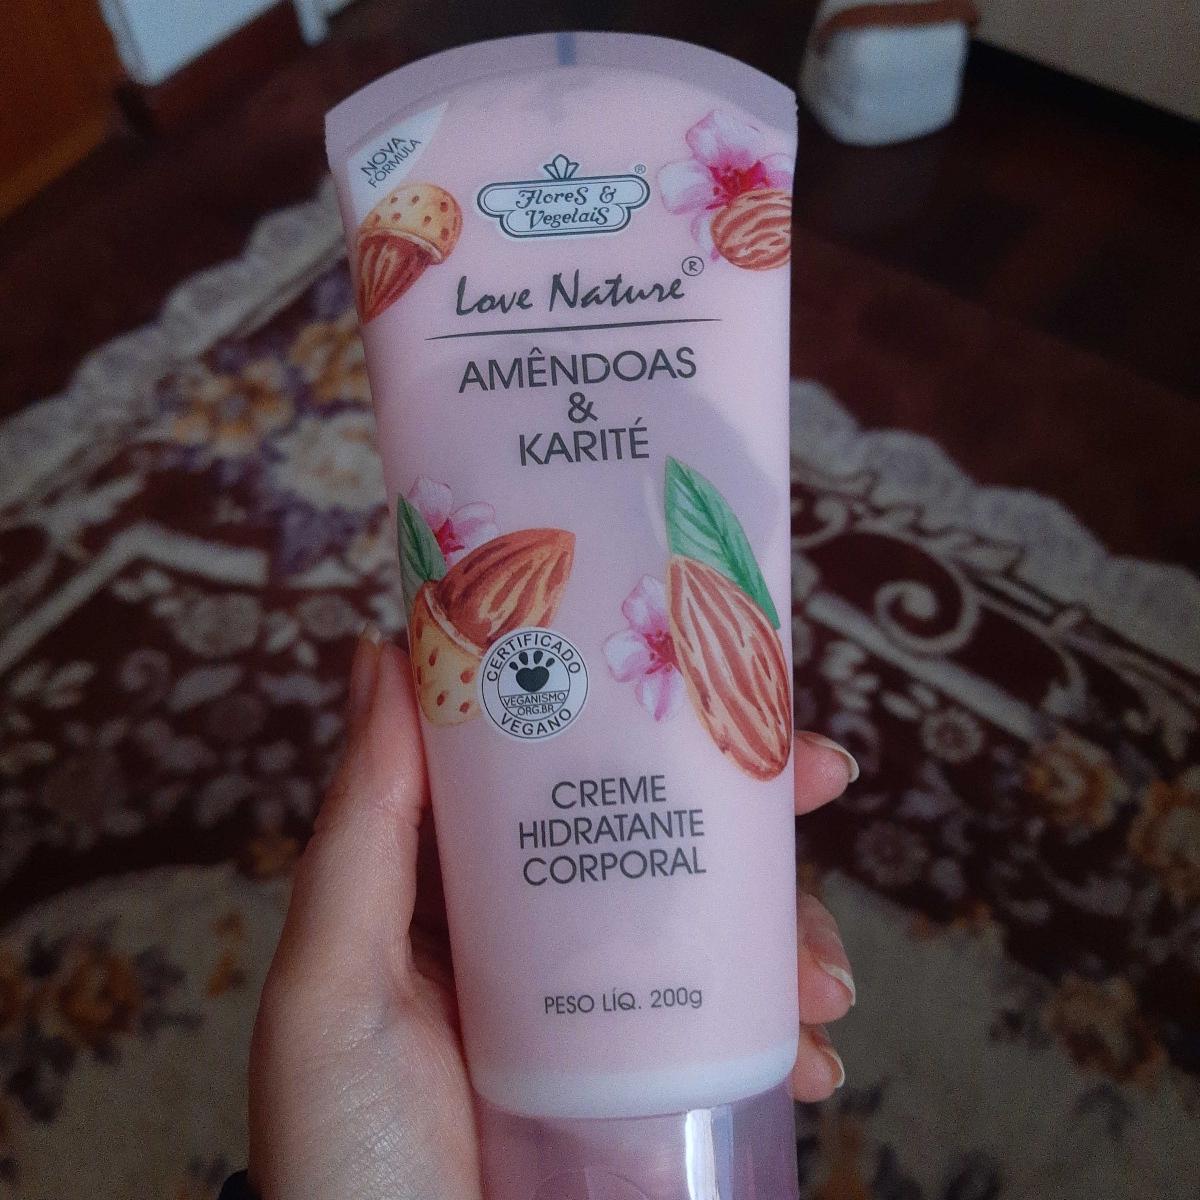 NOVA
FÓRMULA
FloreS &
VegetaiS®
Love Nature®
AMÊNDOAS
&
KARITÉ
CERTIFICADO
VEGANISMO
.ORG.BR
VEGANO
CREME
HIDRATANTE
CORPORAL
PESO LÍQ. 200g